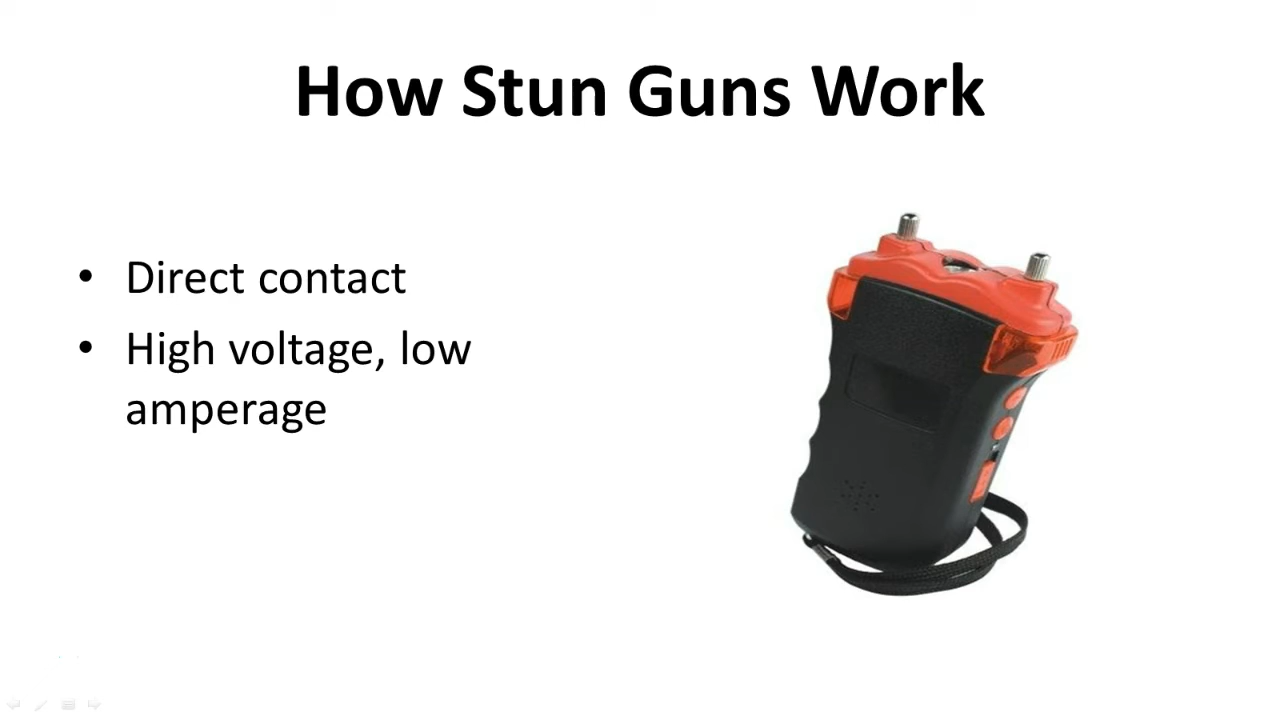 How Stun Guns Work
• Direct contact
• High voltage, low
amperage